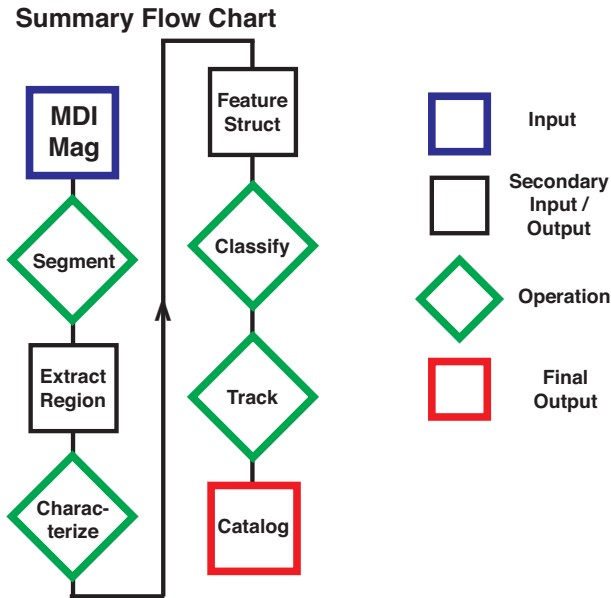 Summary Flow Chart
MDI
Mag
Segment
Extract
Region
Charac-
terize
Feature
Struct
Classify
Track
Catalog
Input
Secondary
Input /
Output
Operation
Final
Output